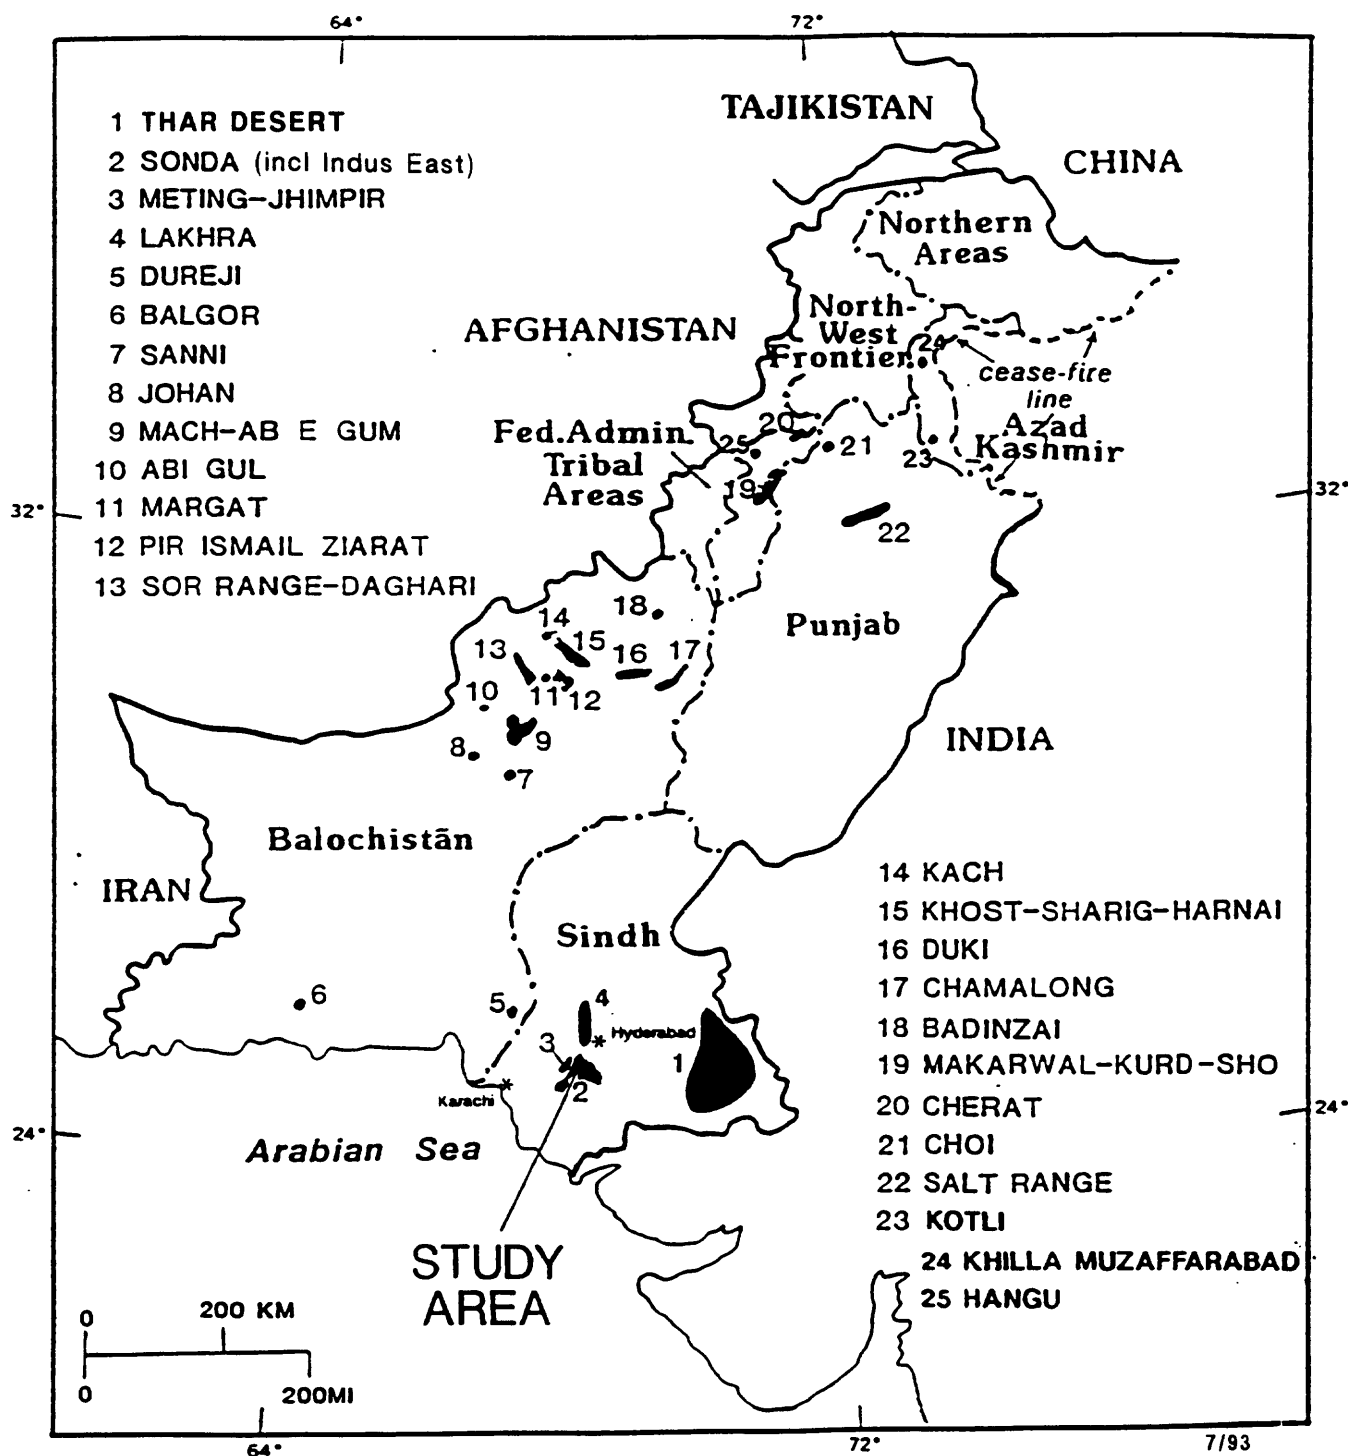 64°
72°
1 THAR DESERT
2 SONDA (incl Indus East)
3 METING-JHIMPIR
4 LAKHRA
5 DUREJI
6 BALGOR
7 SANNI
8 JOHAN
9 MACH-AB E GUM
10 ABI GUL
11 MARGAT
12 PIR ISMAIL ZIARAT
13 SOR RANGE-DAGHARI
TAJIKISTAN
CHINA
Northern
Areas
North-
West
Frontier
AFGHANISTAN
24
cease-fire
line
Azad
Kashmir
Fed.Admin.
Tribal
Areas
20
25
21
23
19
22
32°
32°
Punjab
18
14
15
13
16
17
10
11
12
9
8
7
INDIA
Balochistān
IRAN
Sindh
6
5
4
Hyderabad
3
1
2
Karachi
24°
24°
Arabian Sea
STUDY
AREA
14 KACH
15 KHOST-SHARIG-HARNAI
16 DUKI
17 CHAMALONG
18 BADINZAI
19 MAKARWAL-KURD-SHO
20 CHERAT
21 CHOI
22 SALT RANGE
23 KOTLI
24 KHILLA MUZAFFARABAD
25 HANGU
0
200 KM
0
200MI
64°
72°
7/93